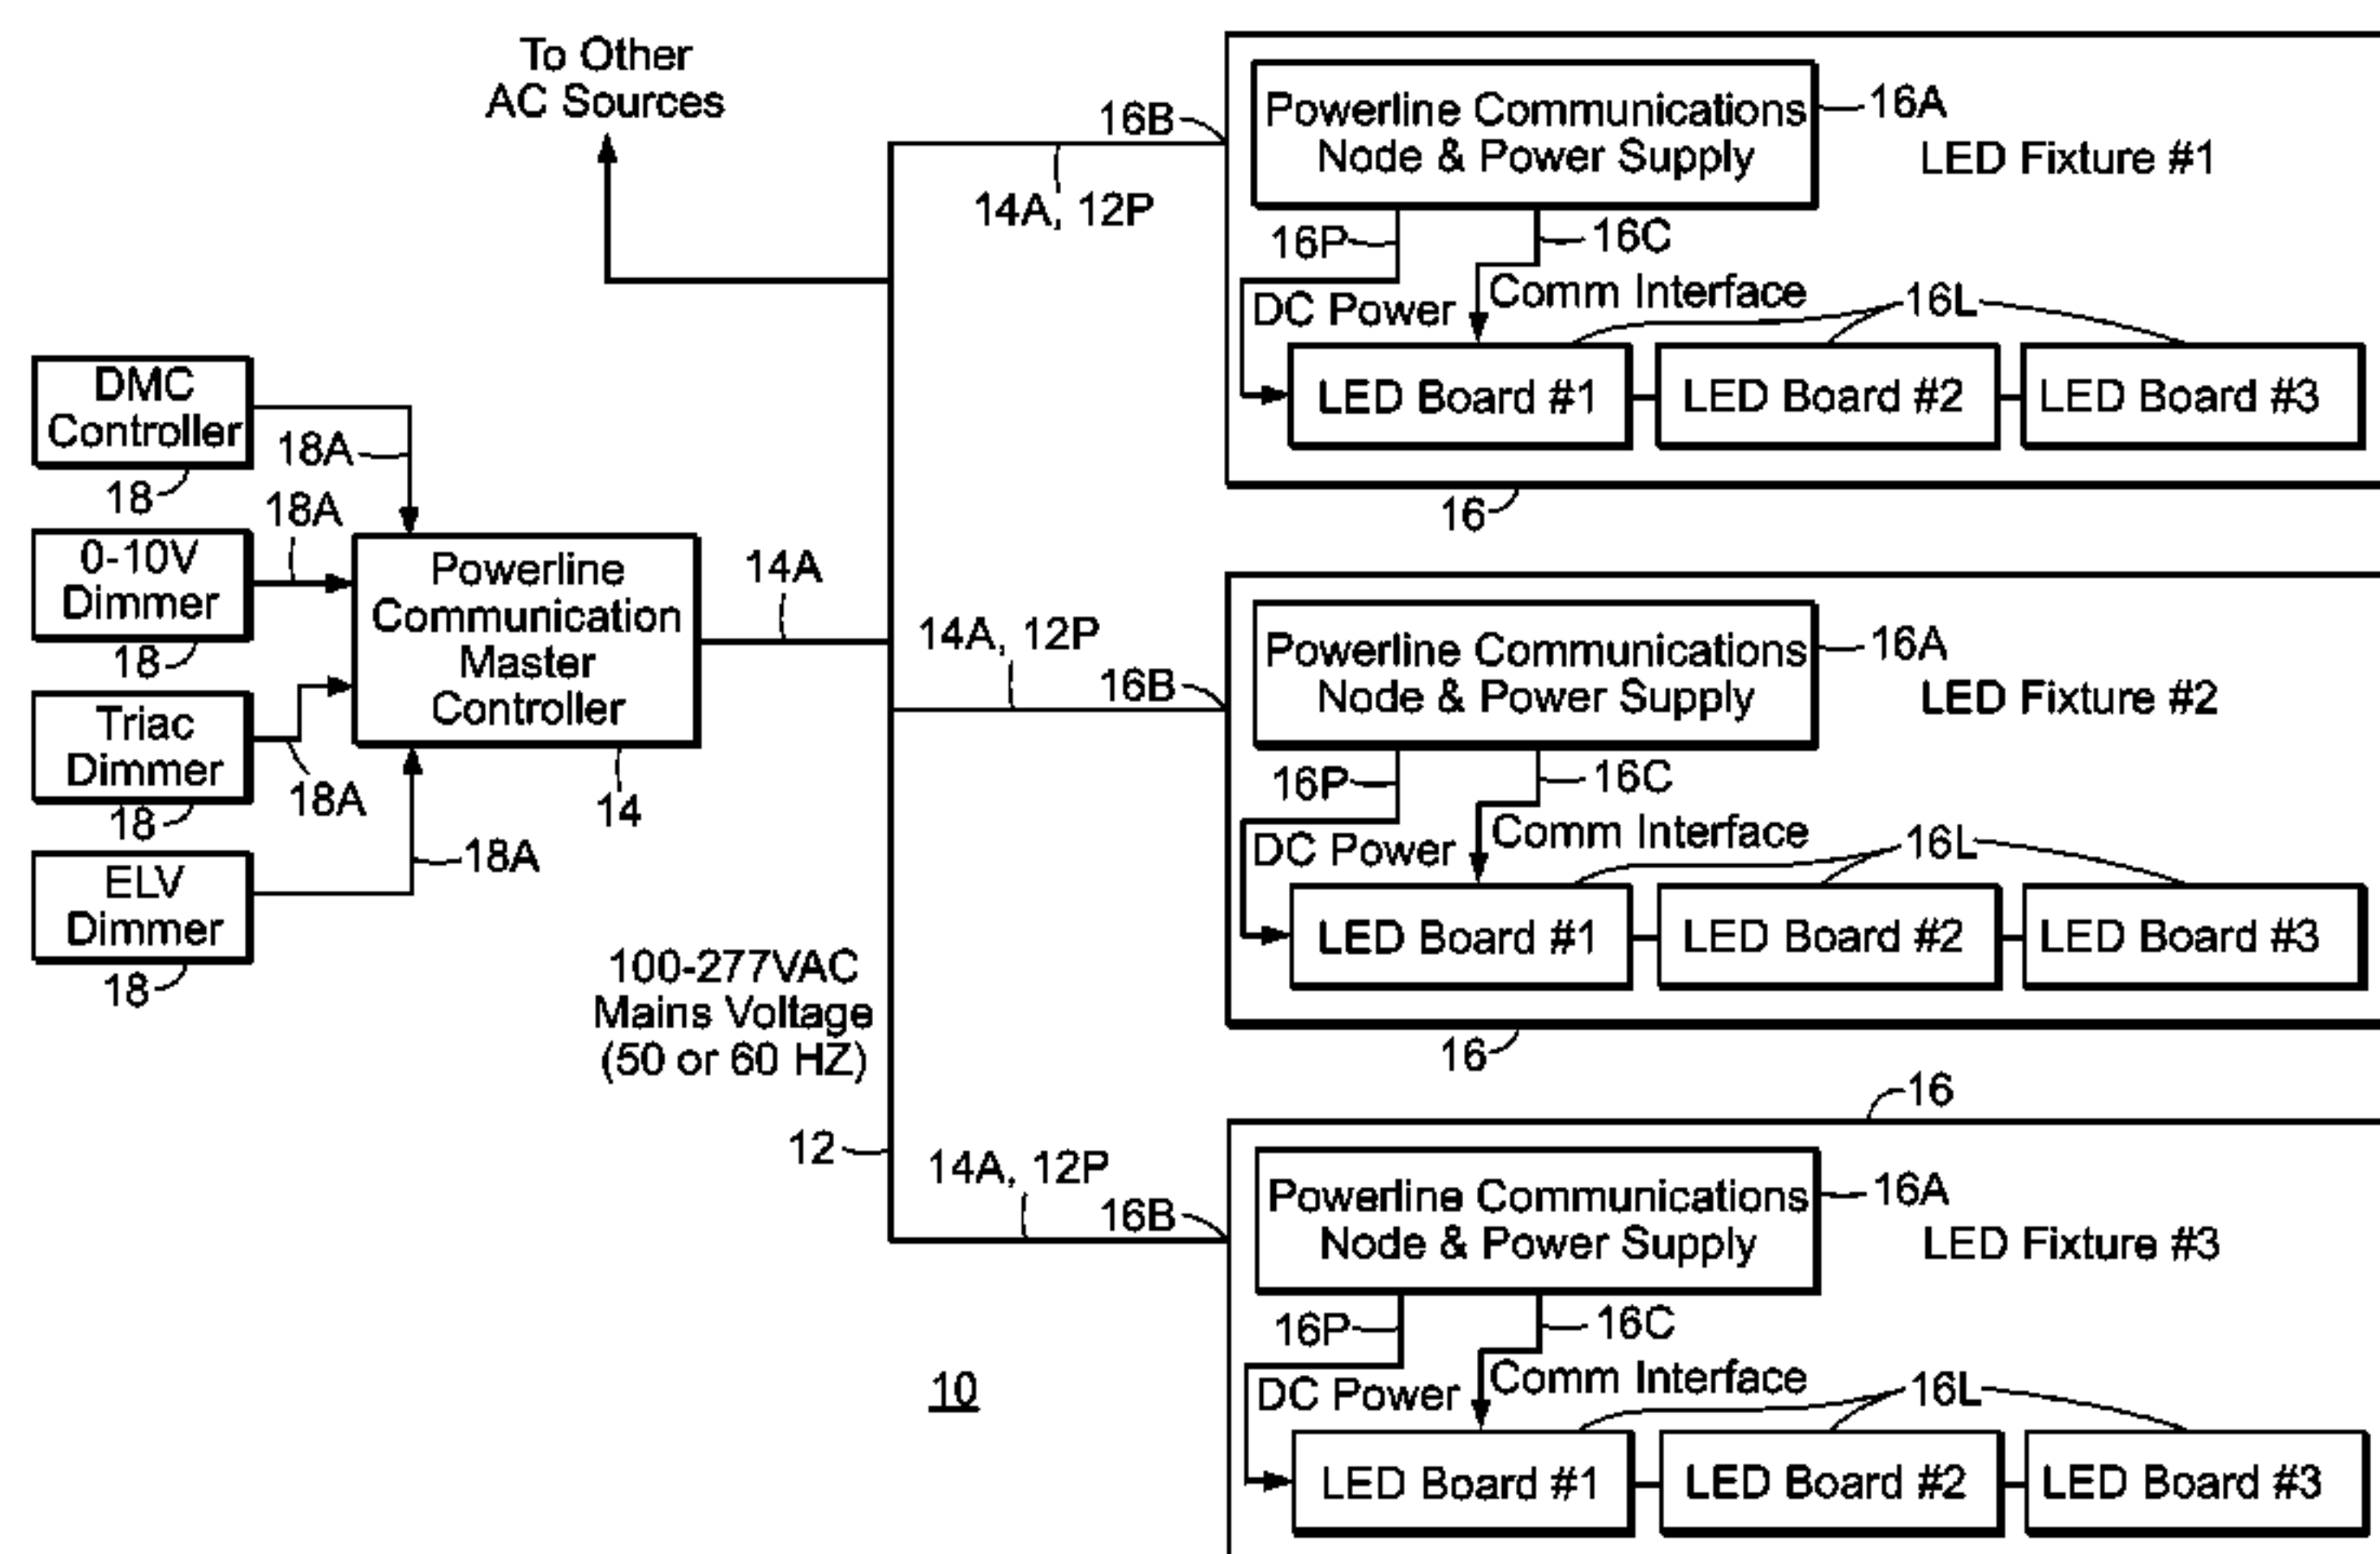 To Other
AC Sources
DMC
Controller
18
18A
0-10V
Dimmer
18
18A
Triac
Dimmer
18
18A
ELV
Dimmer
18
18A
Powerline
Communication
Master
Controller
14
14A
100-277VAC
Mains Voltage
(50 or 60 HZ)
12
10
14A, 12P
16B
Powerline Communications
Node & Power Supply
16A
LED Fixture #1
16P
16C
DC Power
Comm Interface
16L
LED Board #1
LED Board #2
LED Board #3
16
14A, 12P
16B
Powerline Communications
Node & Power Supply
16A
LED Fixture #2
16P
16C
DC Power
Comm Interface
16L
LED Board #1
LED Board #2
LED Board #3
16
16
14A, 12P
16B
Powerline Communications
Node & Power Supply
16A
LED Fixture #3
16P
16C
DC Power
Comm Interface
16L
LED Board #1
LED Board #2
LED Board #3